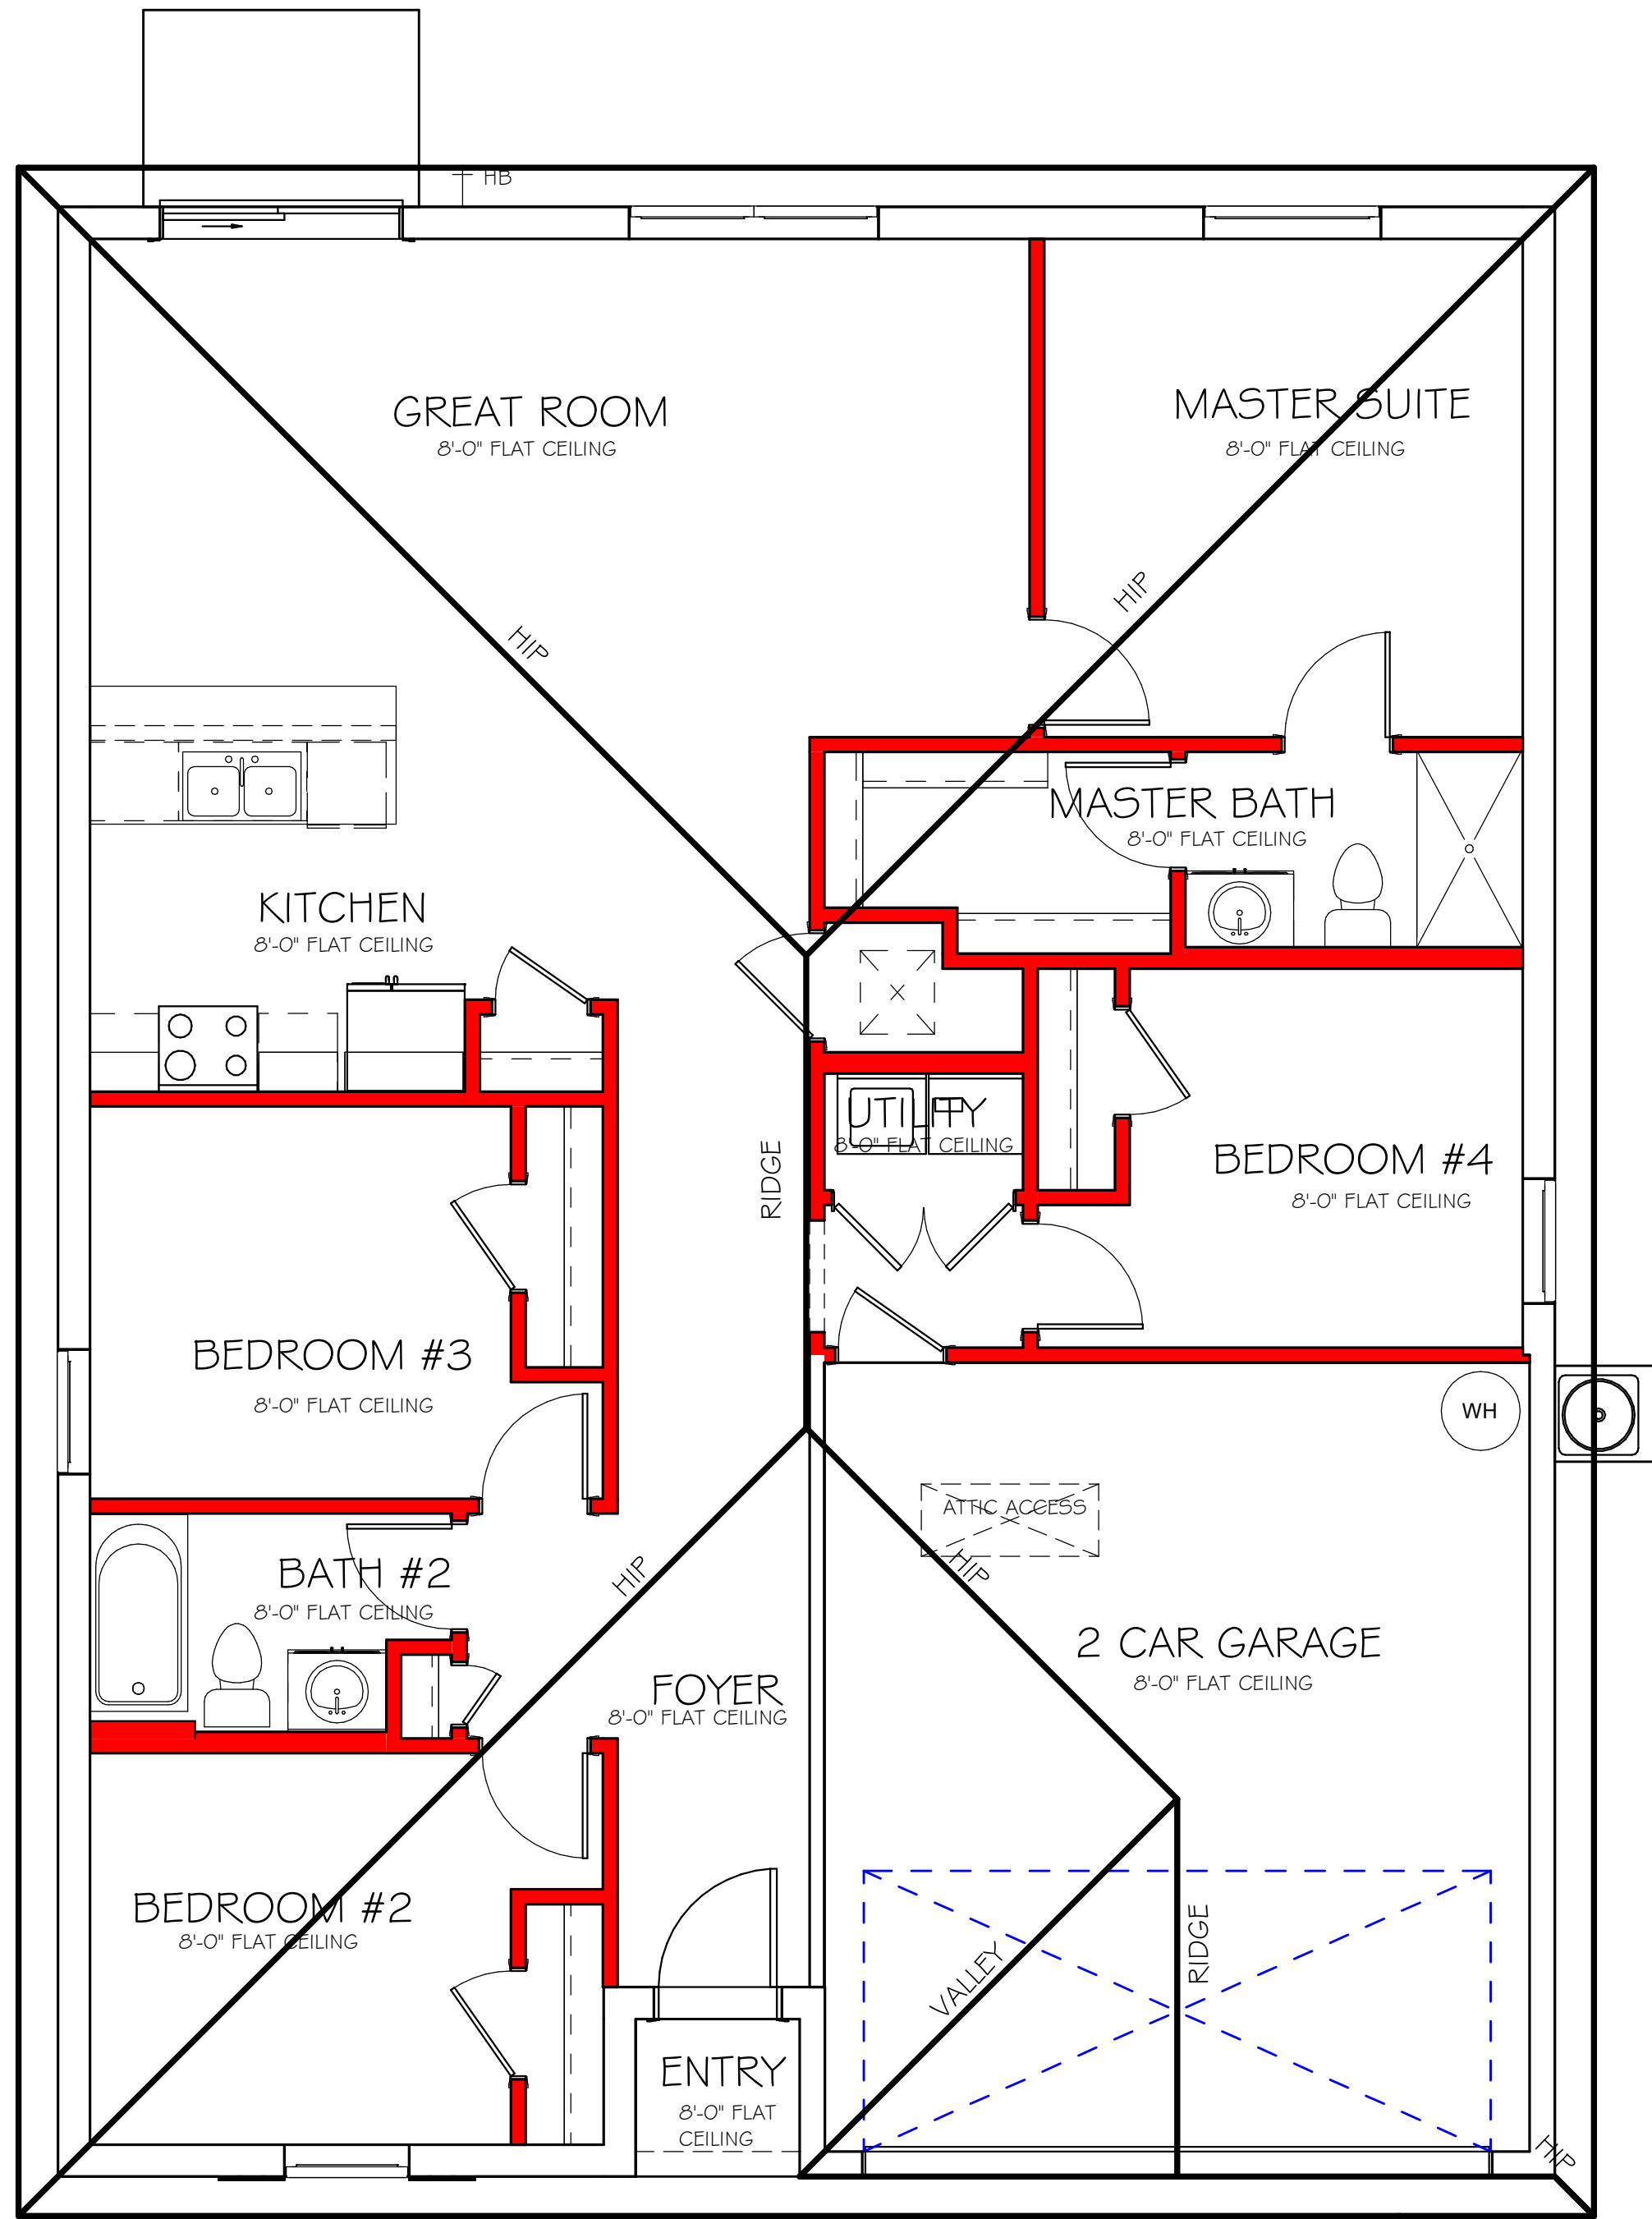 HB
GREAT ROOM
8'-0" FLAT CEILING
MASTER SUITE
8'-0" FLAT CEILING
HIP
HIP
MASTER BATH
8'-0" FLAT CEILING
KITCHEN
8'-0" FLAT CEILING
UTILITY
8'-0" FLAT CEILING
RIDGE
BEDROOM #4
8'-0" FLAT CEILING
BEDROOM #3
8'-0" FLAT CEILING
WH
ATTIC ACCESS
BATH #2
8'-0" FLAT CEILING
HIP
HIP
2 CAR GARAGE
8'-0" FLAT CEILING
FOYER
8'-0" FLAT CEILING
BEDROOM #2
8'-0" FLAT CEILING
VALLEY
RIDGE
ENTRY
8'-0" FLAT
CEILING
HIP